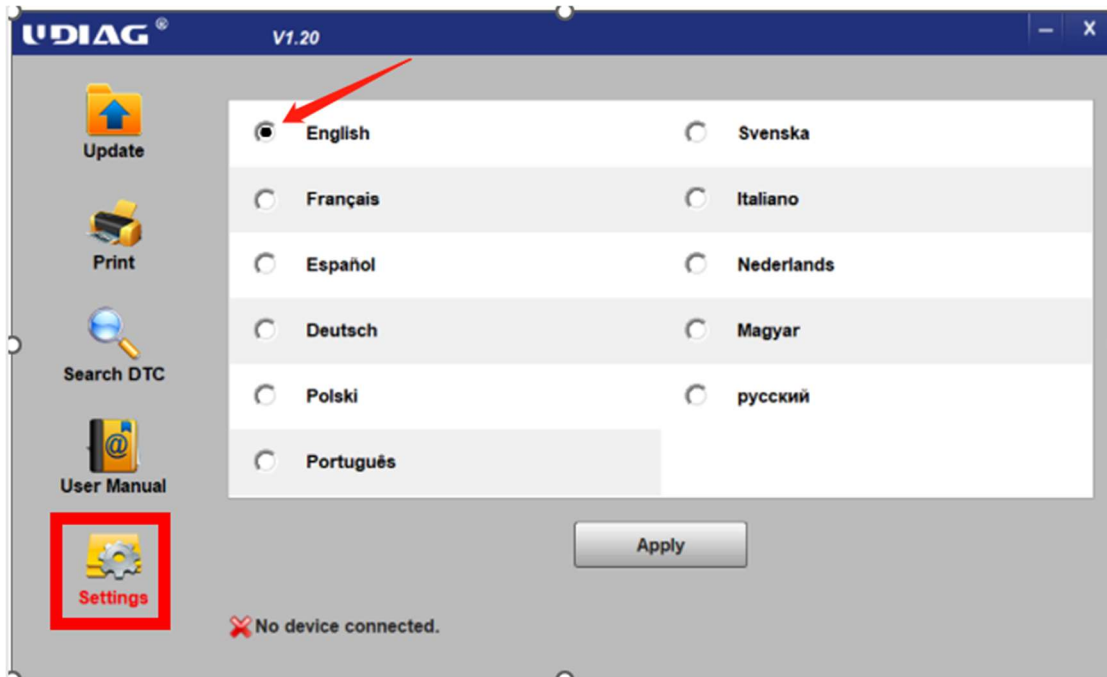 UDIAG ® V1.20
– X
Update
Print
Search DTC
User Manual
Settings
English
Svenska
Français
Italiano
Español
Nederlands
Deutsch
Magyar
Polski
русский
Português
Apply
No device connected.